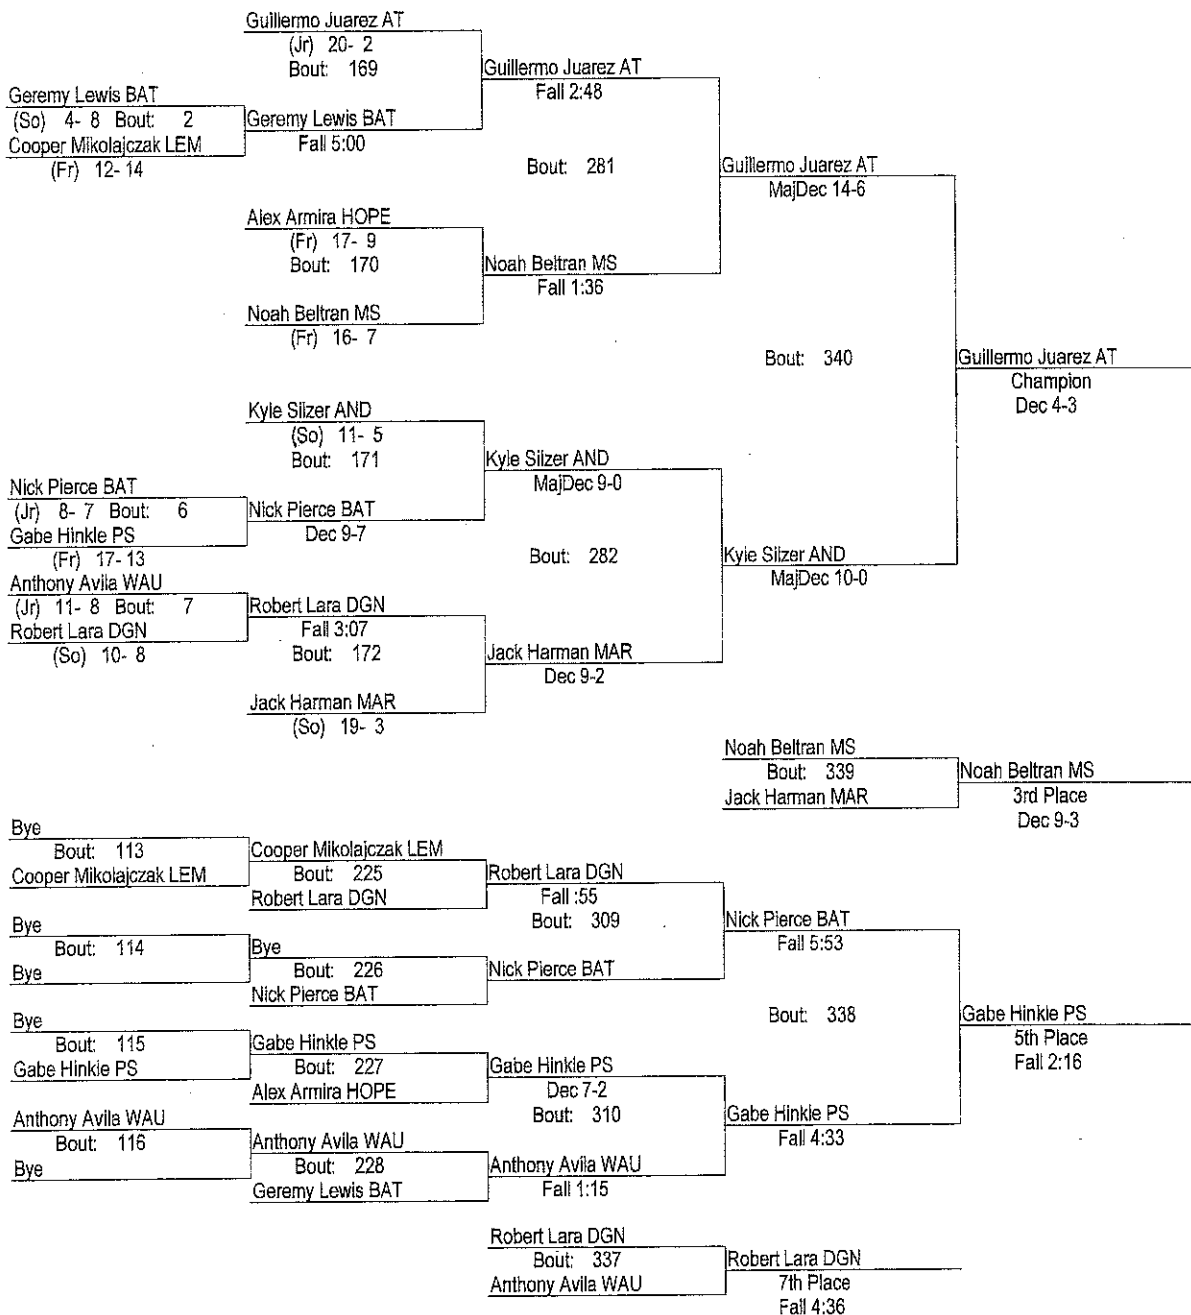 Guillermo Juarez AT
(Jr) 20- 2
Bout: 169
Guillermo Juarez AT
Fall 2:48
Geremy Lewis BAT
(So) 4- 8 Bout: 2
Cooper Mikolajczak LEM
(Fr) 12- 14
Geremy Lewis BAT
Fall 5:00
Bout: 281
Guillermo Juarez AT
MajDec 14-6
Alex Armira HOPE
(Fr) 17- 9
Bout: 170
Noah Beltran MS
Fall 1:36
Noah Beltran MS
(Fr) 16- 7
Bout: 340
Guillermo Juarez AT
Champion
Dec 4-3
Kyle Silzer AND
(So) 11- 5
Bout: 171
Kyle Silzer AND
MajDec 9-0
Nick Pierce BAT
(Jr) 8- 7 Bout: 6
Gabe Hinkle PS
(Fr) 17- 13
Nick Pierce BAT
Dec 9-7
Bout: 282
Kyle Silzer AND
MajDec 10-0
Anthony Avila WAU
(Jr) 11- 8 Bout: 7
Robert Lara DGN
(So) 10- 8
Robert Lara DGN
Fall 3:07
Bout: 172
Jack Harman MAR
Dec 9-2
Jack Harman MAR
(So) 19- 3
Noah Beltran MS
Bout: 339
Jack Harman MAR
Noah Beltran MS
3rd Place
Dec 9-3
Bye
Bout: 113
Cooper Mikolajczak LEM
Cooper Mikolajczak LEM
Bout: 225
Robert Lara DGN
Robert Lara DGN
Fall :55
Bout: 309
Nick Pierce BAT
Fall 5:53
Bye
Bout: 114
Bye
Bye
Bout: 226
Nick Pierce BAT
Nick Pierce BAT
Bout: 338
Gabe Hinkle PS
5th Place
Fall 2:16
Bye
Bout: 115
Gabe Hinkle PS
Gabe Hinkle PS
Bout: 227
Alex Armira HOPE
Gabe Hinkle PS
Dec 7-2
Bout: 310
Gabe Hinkle PS
Fall 4:33
Anthony Avila WAU
Bout: 116
Bye
Anthony Avila WAU
Bout: 228
Geremy Lewis BAT
Anthony Avila WAU
Fall 1:15
Robert Lara DGN
Bout: 337
Anthony Avila WAU
Robert Lara DGN
7th Place
Fall 4:36